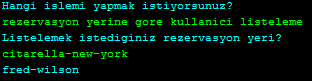 Hangi islemi yapmak istiyorsunuz?
rezervasyon yerine gore kullanici listeleme
Listelemek istediginiz rezervasyon yeri?
citarella-new-york
fred-wilson